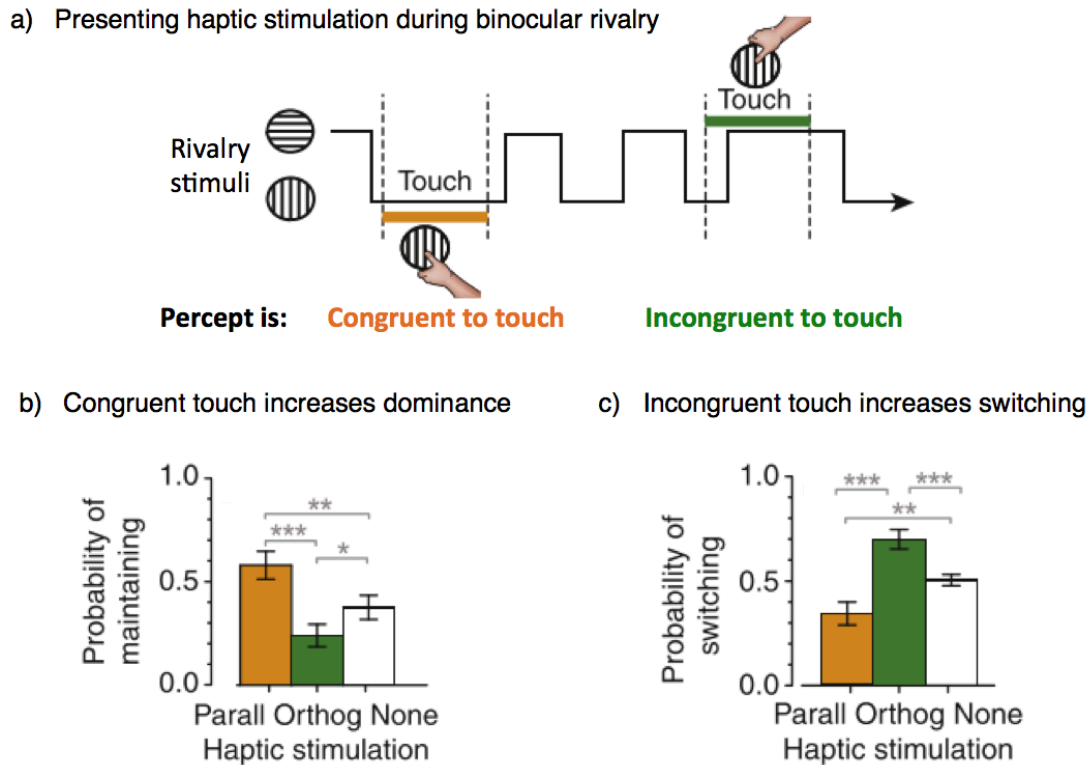 a) Presenting haptic stimulation during binocular rivalry
Touch
Rivalry
stimuli
Touch
Percept is: Congruent to touch Incongruent to touch
b) Congruent touch increases dominance
1.0
**
***
*
0.5
0.0
Probability of
maintaining
Parall Orthog None
Haptic stimulation
c) Incongruent touch increases switching
1.0
*** ***
**
0.5
0.0
Probability of
switching
Parall Orthog None
Haptic stimulation